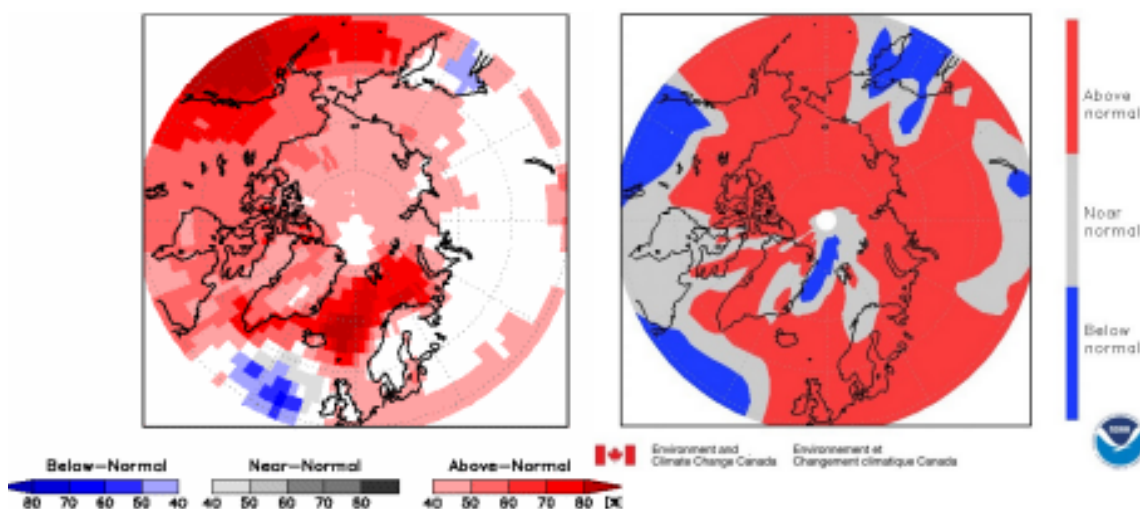 Above
normal
Near
normal
Below
normal
Environment and
Climate Change Canada
Environnement et
Changement climatique Canada
Below-Normal
Near-Normal
Above-Normal
80 70 60 50 40
40 50 60 70 80
40 50 60 70 80 [%]
NOAA